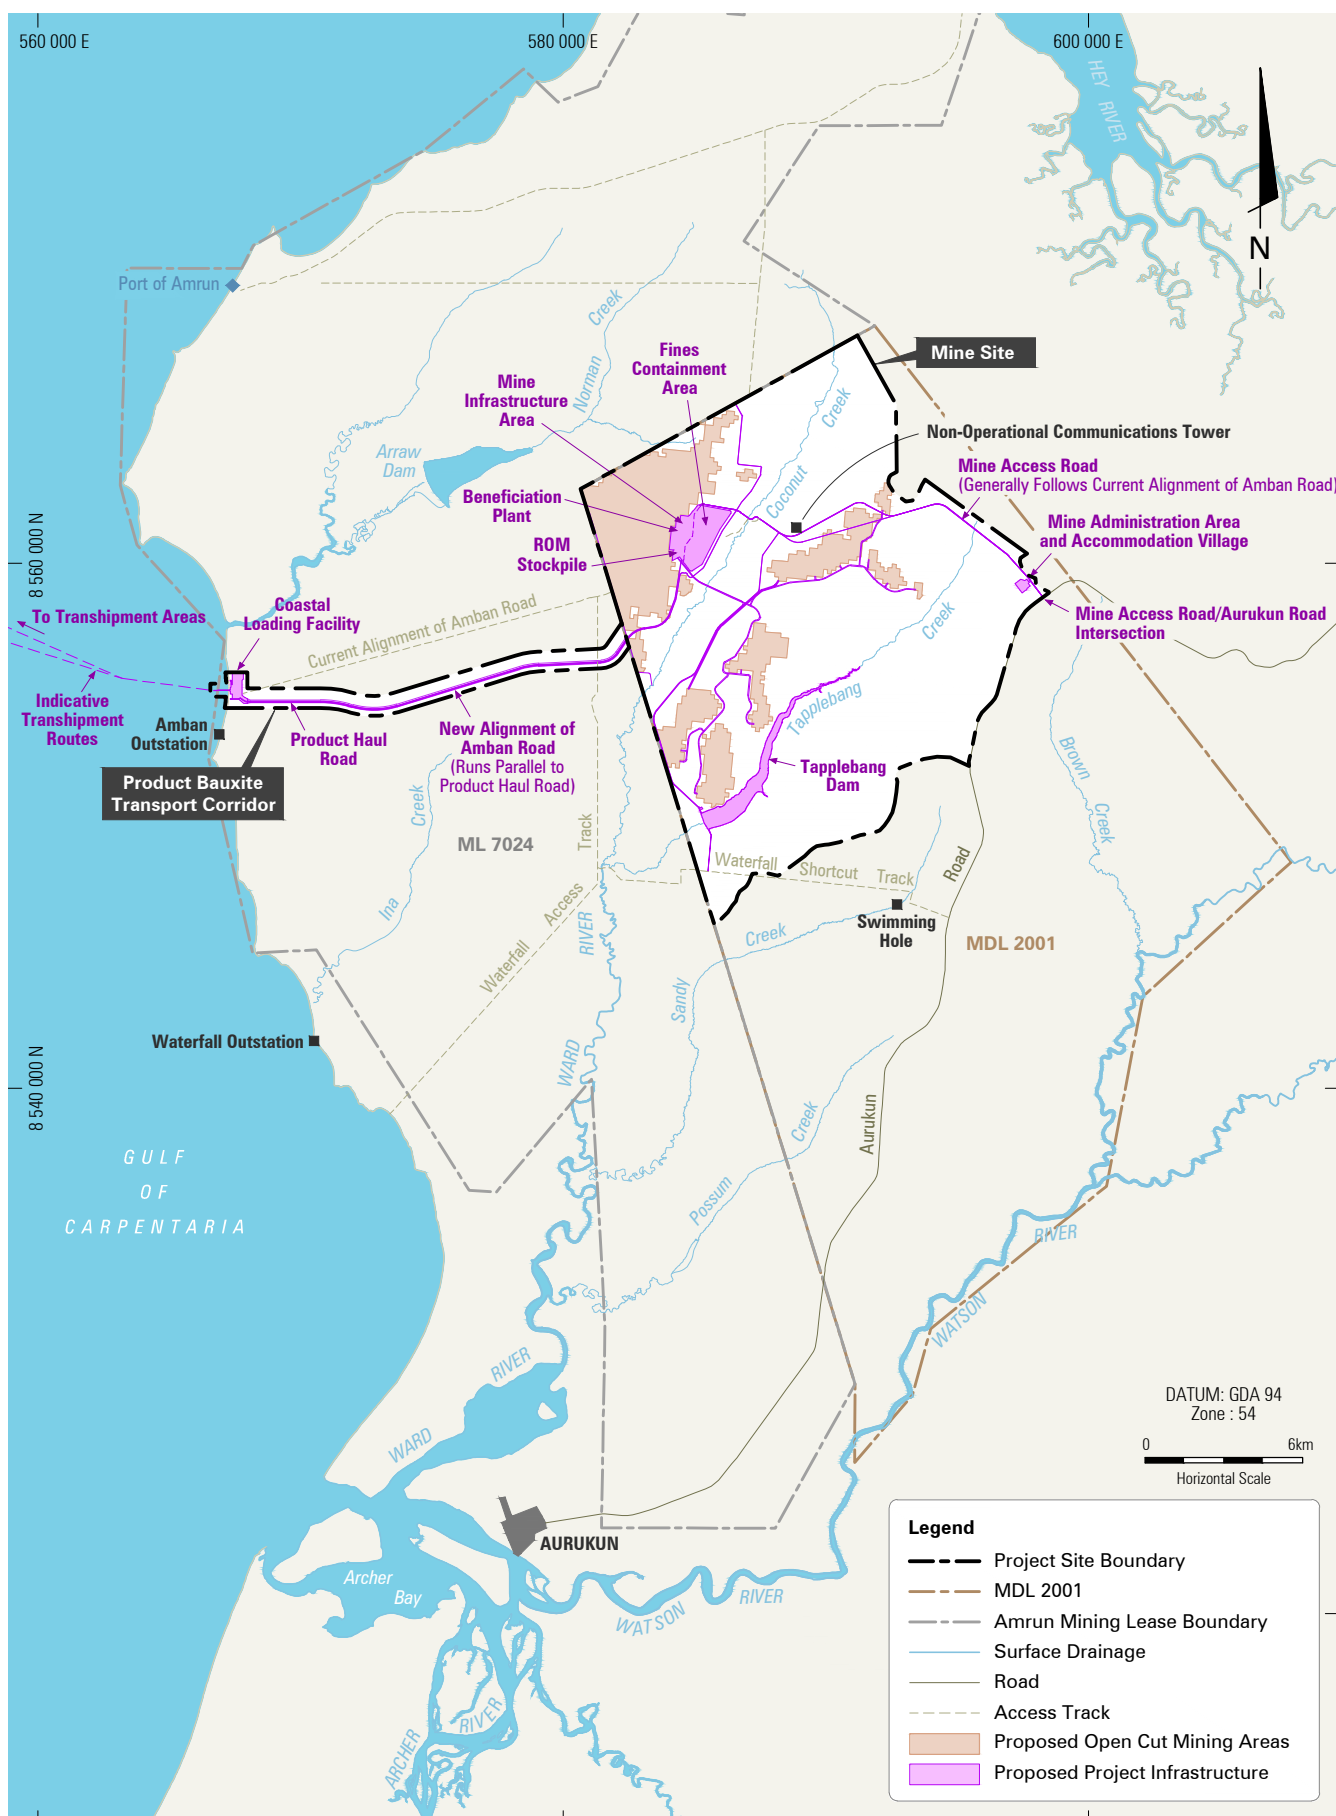 560 000 E
580 000 E
600 000 E
HEY
RIVER
N
Port of Amrun
Creek
Norman
Fines
Containment
Area
Mine Site
Mine
Infrastructure
Area
Creek
Coconut
Non-Operational Communications Tower
Arraw
Dam
Mine Access Road
(Generally Follows Current Alignment of Amban Road)
Beneficiation
Plant
Mine Administration Area
and Accommodation Village
ROM
Stockpile
8 560 000 N
To Transhipment Areas
Coastal
Loading Facility
Current Alignment of Amban Road
Creek
Mine Access Road/Aurukun Road
Intersection
Indicative
Transhipment
Routes
Tapplebang
Amban
Outstation
Product Haul
Road
New Alignment of
Amban Road
(Runs Parallel to
Product Haul Road)
Brown
Creek
Tapplebang
Dam
Product Bauxite
Transport Corridor
Creek
Ina
ML 7024
Track
Access
Waterfall
Waterfall Shortcut Track
Road
Aurukun
Swimming
Hole
Creek
Sandy
MDL 2001
RIVER
WARD
Waterfall Outstation
8 540 000 N
Creek
Possum
GULF
OF
CARPENTARIA
RIVER
WATSON
RIVER
WARD
DATUM: GDA 94
Zone : 54
0 6km
Horizontal Scale
AURUKUN
Archer
Bay
WATSON
RIVER
RIVER
ARCHER
Legend
Project Site Boundary
MDL 2001
Amrun Mining Lease Boundary
Surface Drainage
Road
Access Track
Proposed Open Cut Mining Areas
Proposed Project Infrastructure